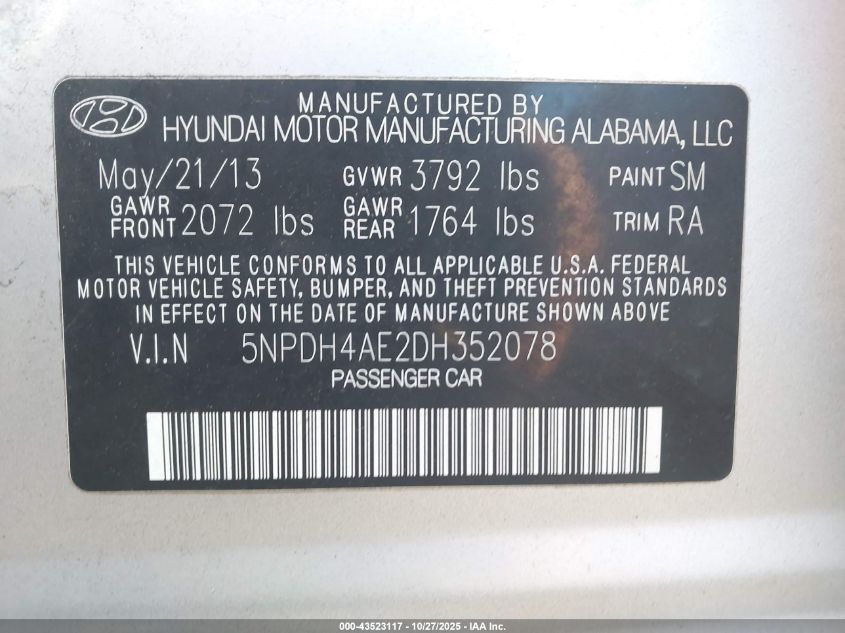 MANUFACTURED BY
HYUNDAI MOTOR MANUFACTURING ALABAMA, LLC
May/21/13 GVWR 3792 lbs PAINT SM
GAWR FRONT 2072 lbs GAWR REAR 1764 lbs TRIM RA
THIS VEHICLE CONFORMS TO ALL APPLICABLE U.S.A. FEDERAL
MOTOR VEHICLE SAFETY, BUMPER, AND THEFT PREVENTION STANDARDS
IN EFFECT ON THE DATE OF MANUFACTURE SHOWN ABOVE
V.I.N 5NPDH4AE2DH352078
PASSENGER CAR
000-43523117 - 10/27/2025 - IAA Inc.